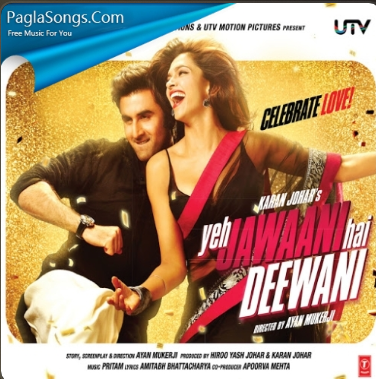 PaglaSongs.Com
Free Music For You
NS & UTV MOTION PICTURES PRESENT
UTV
CELEBRATE LOVE!
KARAN JOHAR'S
yeh JAWAANI hai
DEEWANI
DIRECTED BY AYAN MUKERJI
STORY, SCREENPLAY & DIRECTION AYAN MUKERJI PRODUCED BY HIROO YASH JOHAR & KARAN JOHAR
MUSIC PRITAM LYRICS AMITABH BHATTACHARYA CO-PRODUCER APOORVA MEHTA